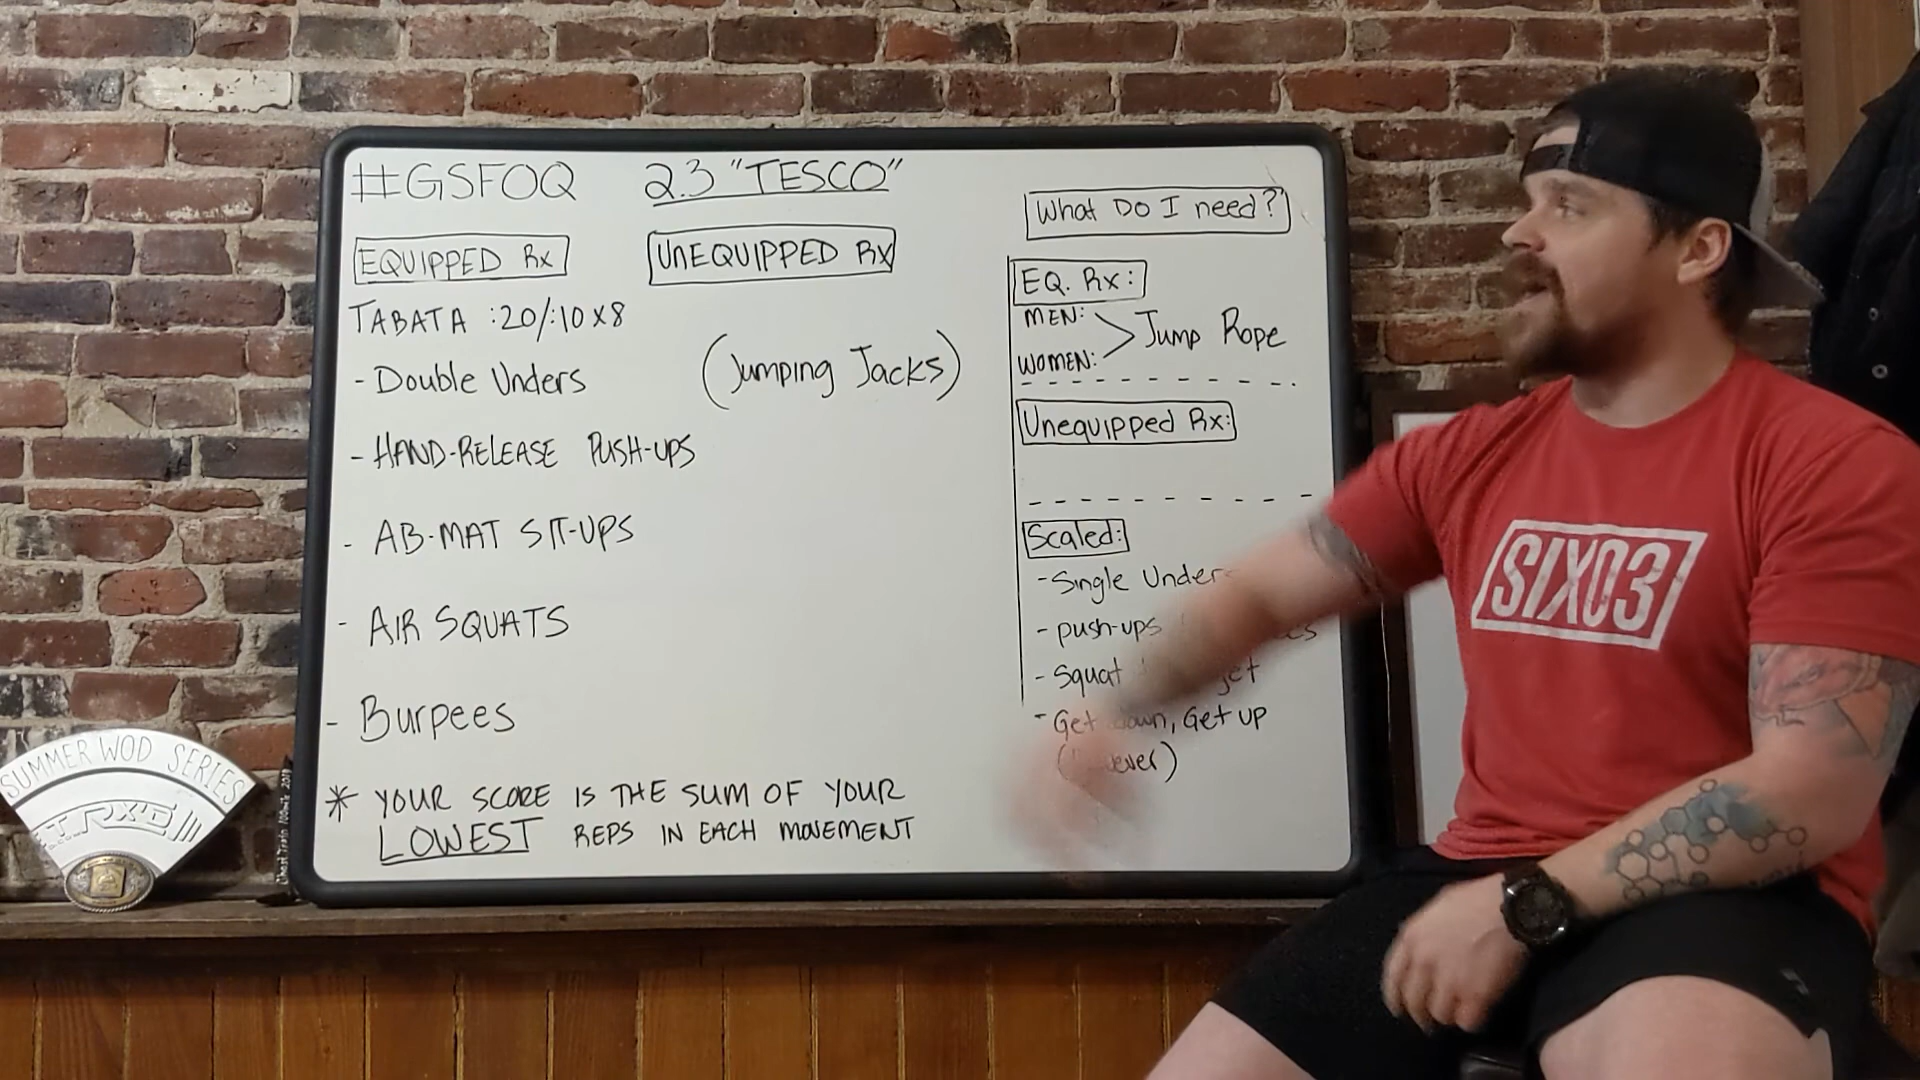 #GSFOQ 2.3 "TESCO"
EQUIPPED Rx
UNEQUIPPED Rx
TABATA :20/:10 x 8
- Double Unders
(Jumping Jacks)
- HAND-RELEASE PUSH-UPS
- AB-MAT SIT-UPS
- AIR SQUATS
- Burpees
* YOUR SCORE IS THE SUM OF YOUR
LOWEST REPS IN EACH MOVEMENT
What Do I need?
EQ. Rx:
MEN:
WOMEN:
Jump Rope
Unequipped Rx:
Scaled:
- Single Unders
- push-ups
- Squat
- Get down, Get up
SIX03
SUMMER WOD SERIES